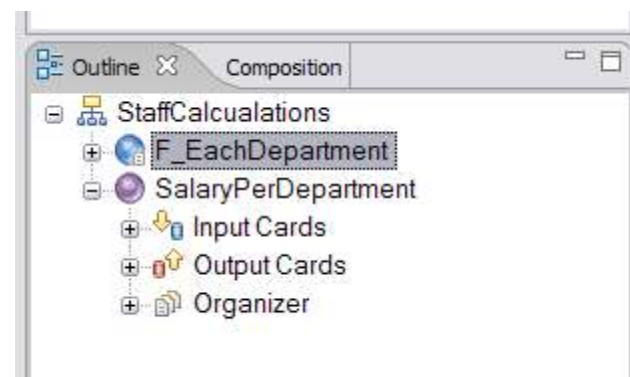 Outline Composition
StaffCalcualations
F_EachDepartment
SalaryPerDepartment
Input Cards
Output Cards
Organizer